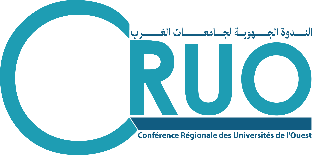 الندوة الجهوية لجامعات الغرب
CRUO
Conférence Régionale des Universités de l'Ouest